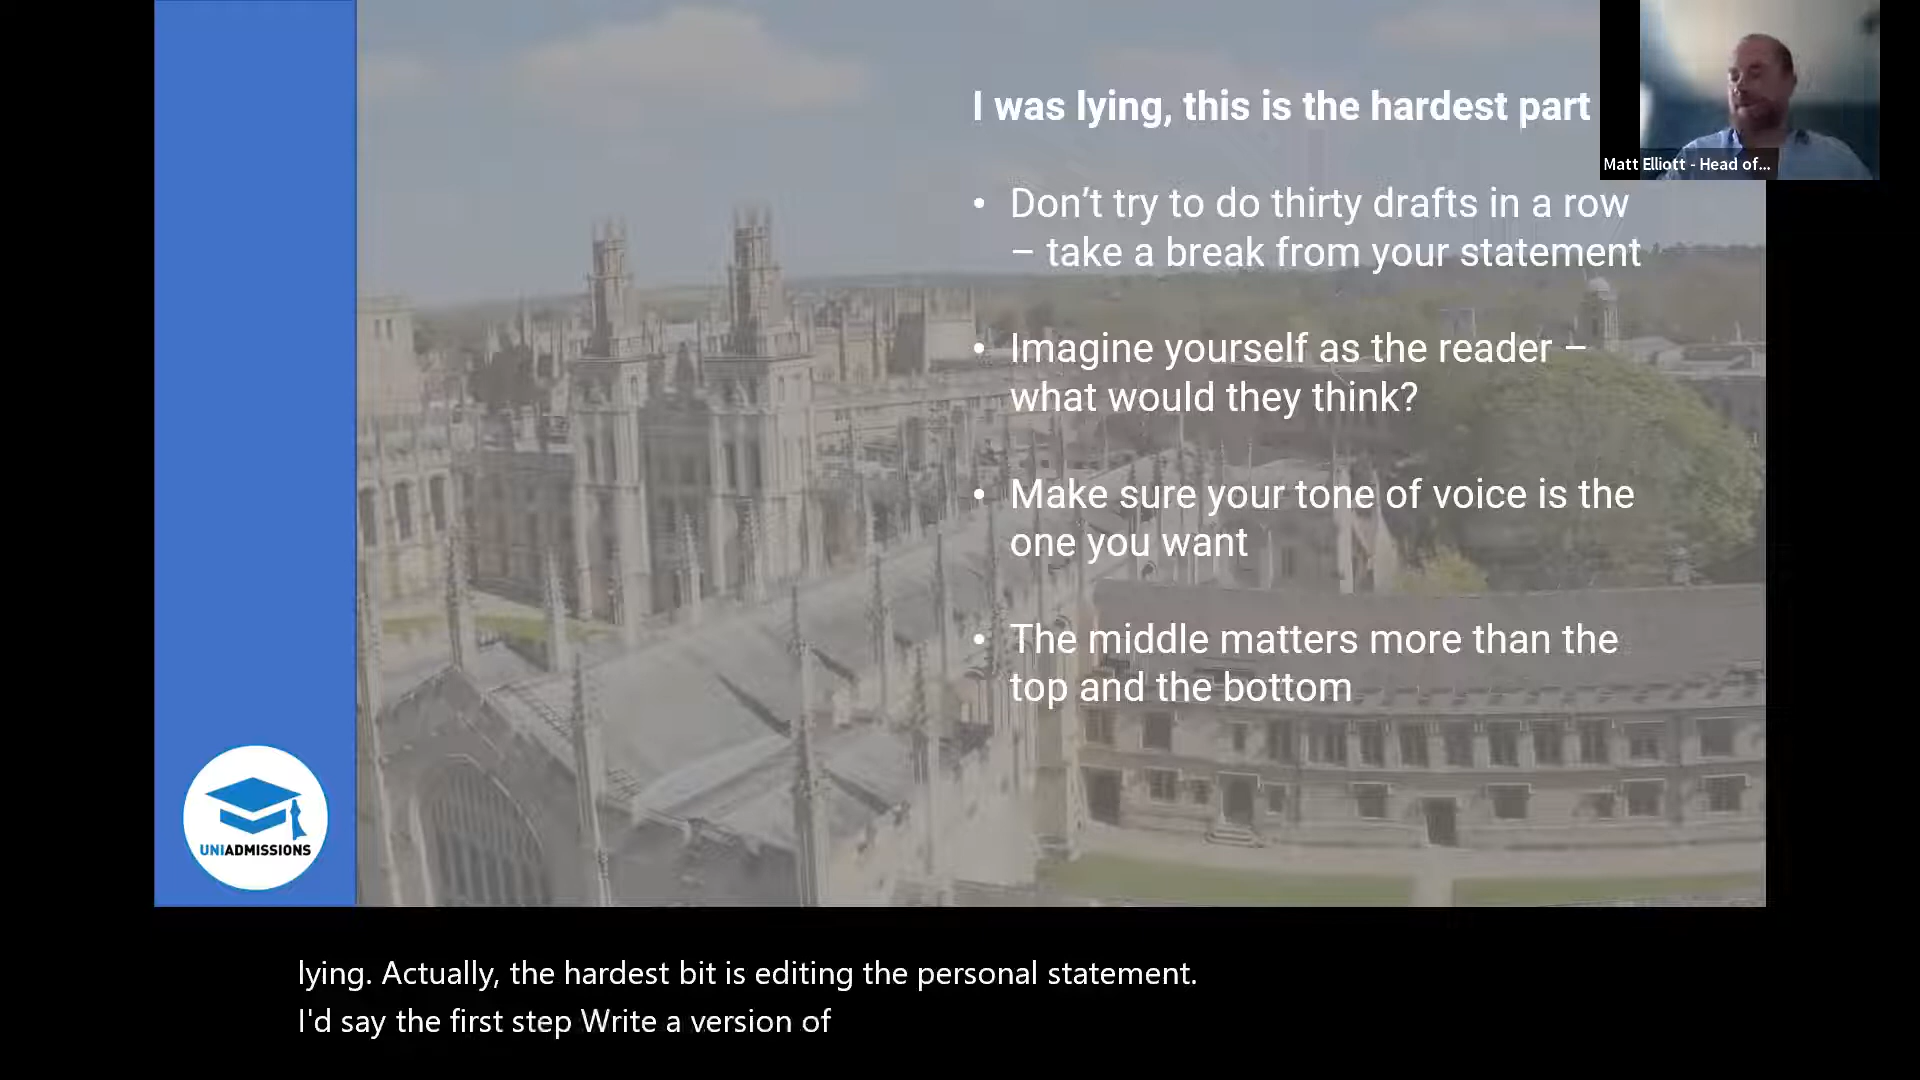 I was lying, this is the hardest part
Matt Elliott - Head of...
• Don’t try to do thirty drafts in a row
– take a break from your statement
• Imagine yourself as the reader –
what would they think?
• Make sure your tone of voice is the
one you want
• The middle matters more than the
top and the bottom
UNIADMISSIONS
lying. Actually, the hardest bit is editing the personal statement.
I'd say the first step Write a version of